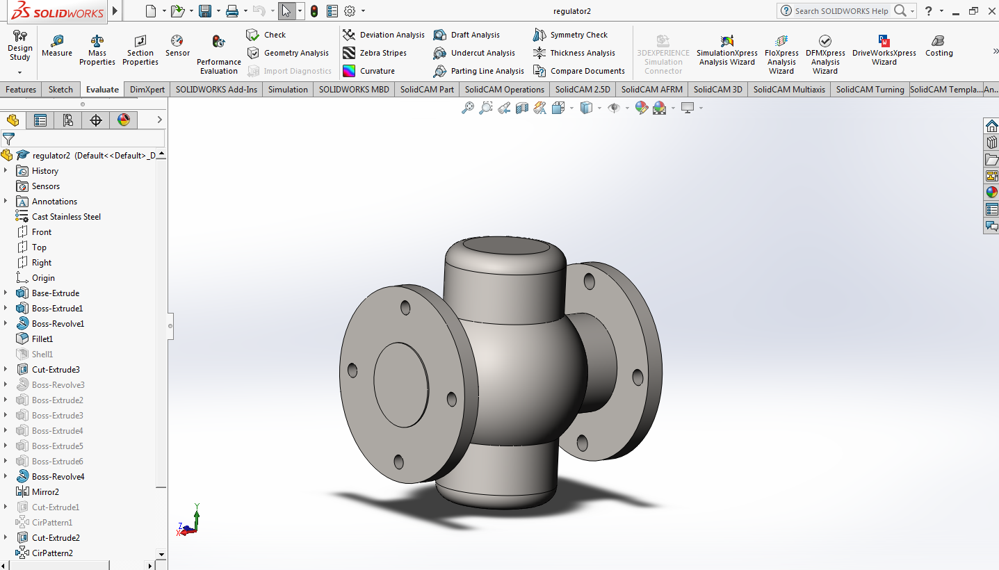 SOLIDWORKS
regulator2
Search SOLIDWORKS Help
?
Design Study
Measure
Mass Properties
Section Properties
Sensor
Performance Evaluation
Check
Geometry Analysis
Import Diagnostics
Deviation Analysis
Zebra Stripes
Curvature
Draft Analysis
Undercut Analysis
Parting Line Analysis
Symmetry Check
Thickness Analysis
Compare Documents
3DEXPERIENCE Simulation Connector
SimulationXpress Analysis Wizard
FloXpress Analysis Wizard
DFMXpress Analysis Wizard
DriveWorksXpress Wizard
Costing
Features
Sketch
Evaluate
DimXpert
SOLIDWORKS Add-Ins
Simulation
SOLIDWORKS MBD
SolidCAM Part
SolidCAM Operations
SolidCAM 2.5D
SolidCAM AFRM
SolidCAM 3D
SolidCAM Multiaxis
SolidCAM Turning
SolidCAM Templa...
An...
regulator2 (Default<<Default>_D
History
Sensors
Annotations
Cast Stainless Steel
Front
Top
Right
Origin
Base-Extrude
Boss-Extrude1
Boss-Revolve1
Fillet1
Shell1
Cut-Extrude3
Boss-Revolve3
Boss-Extrude2
Boss-Extrude3
Boss-Extrude4
Boss-Extrude5
Boss-Extrude6
Boss-Revolve4
Mirror2
Cut-Extrude1
CirPattern1
Cut-Extrude2
CirPattern2
Y
Z
X